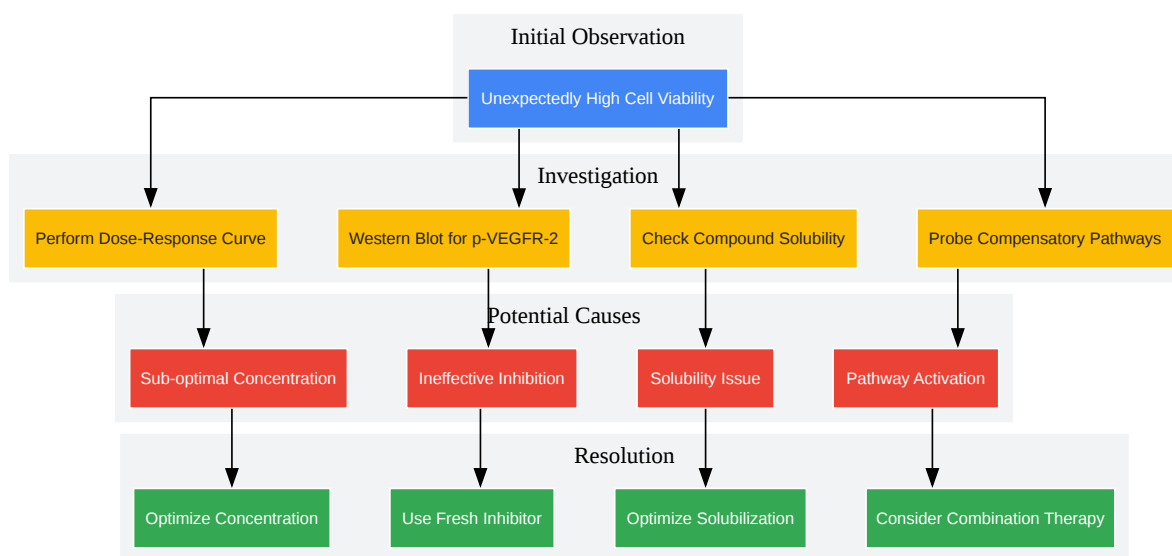 Initial Observation
Unexpectedly High Cell Viability
Investigation
Perform Dose-Response Curve
Western Blot for p-VEGFR-2
Check Compound Solubility
Probe Compensatory Pathways
Potential Causes
Sub-optimal Concentration
Ineffective Inhibition
Solubility Issue
Pathway Activation
Resolution
Optimize Concentration
Use Fresh Inhibitor
Optimize Solubilization
Consider Combination Therapy